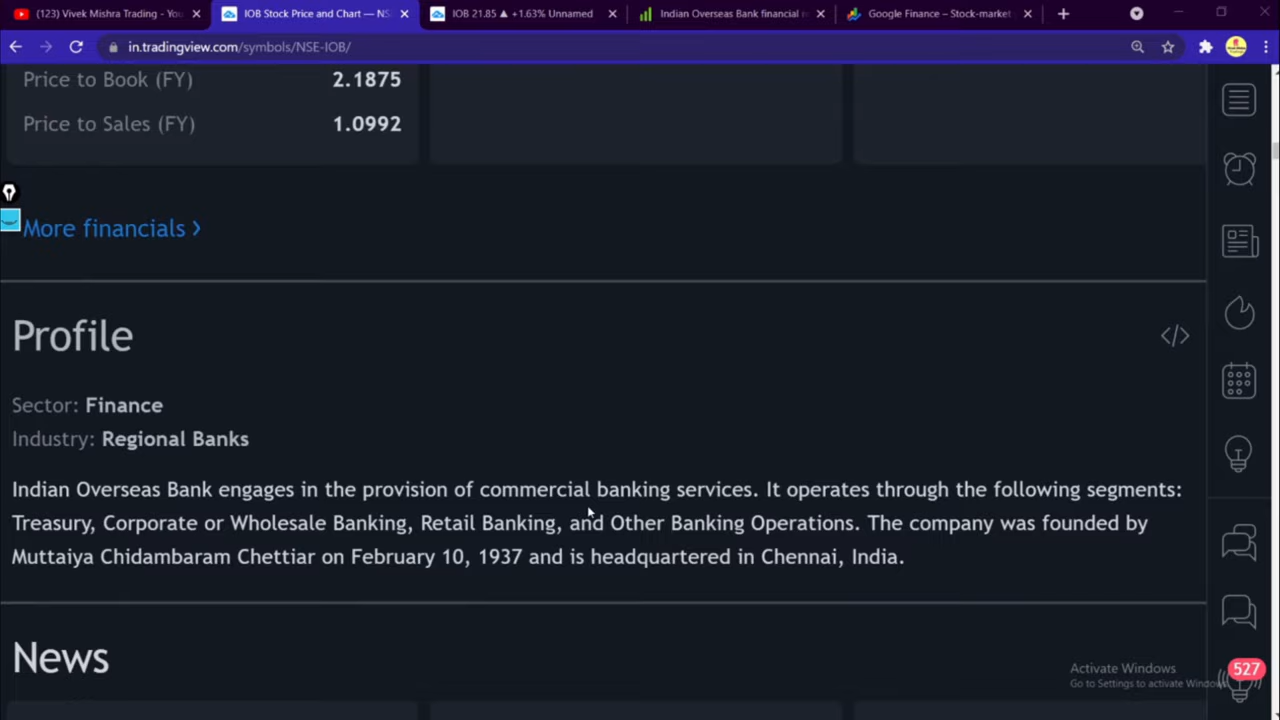 (123) Vivek Mishra Trading - You
IOB Stock Price and Chart — NS
IOB 21.85 ▲ +1.63% Unnamed
Indian Overseas Bank financial
Google Finance – Stock-market
in.tradingview.com/symbols/NSE-IOB/
Price to Book (FY) 2.1875
Price to Sales (FY) 1.0992
More financials >
Profile
</>
Sector: Finance
Industry: Regional Banks
Indian Overseas Bank engages in the provision of commercial banking services. It operates through the following segments:
Treasury, Corporate or Wholesale Banking, Retail Banking, and Other Banking Operations. The company was founded by
Muttaiya Chidambaram Chettiar on February 10, 1937 and is headquartered in Chennai, India.
News
Activate Windows
Go to Settings to activate Windows.
527